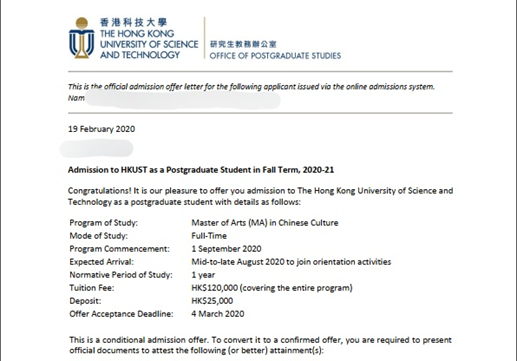 香港科技大學
THE HONG KONG
UNIVERSITY OF SCIENCE
AND TECHNOLOGY
研究生教務辦公室
OFFICE OF POSTGRADUATE STUDIES
This is the official admission offer letter for the following applicant issued via the online admissions system.
Nam
19 February 2020
Admission to HKUST as a Postgraduate Student in Fall Term, 2020-21
Congratulations! It is our pleasure to offer you admission to The Hong Kong University of Science and
Technology as a postgraduate student with details as follows:
Program of Study: Master of Arts (MA) in Chinese Culture
Mode of Study: Full-Time
Program Commencement: 1 September 2020
Expected Arrival: Mid-to-late August 2020 to join orientation activities
Normative Period of Study: 1 year
Tuition Fee: HK$120,000 (covering the entire program)
Deposit: HK$25,000
Offer Acceptance Deadline: 4 March 2020
This is a conditional admission offer. To convert it to a confirmed offer, you are required to present
official documents to attest the following (or better) attainment(s):